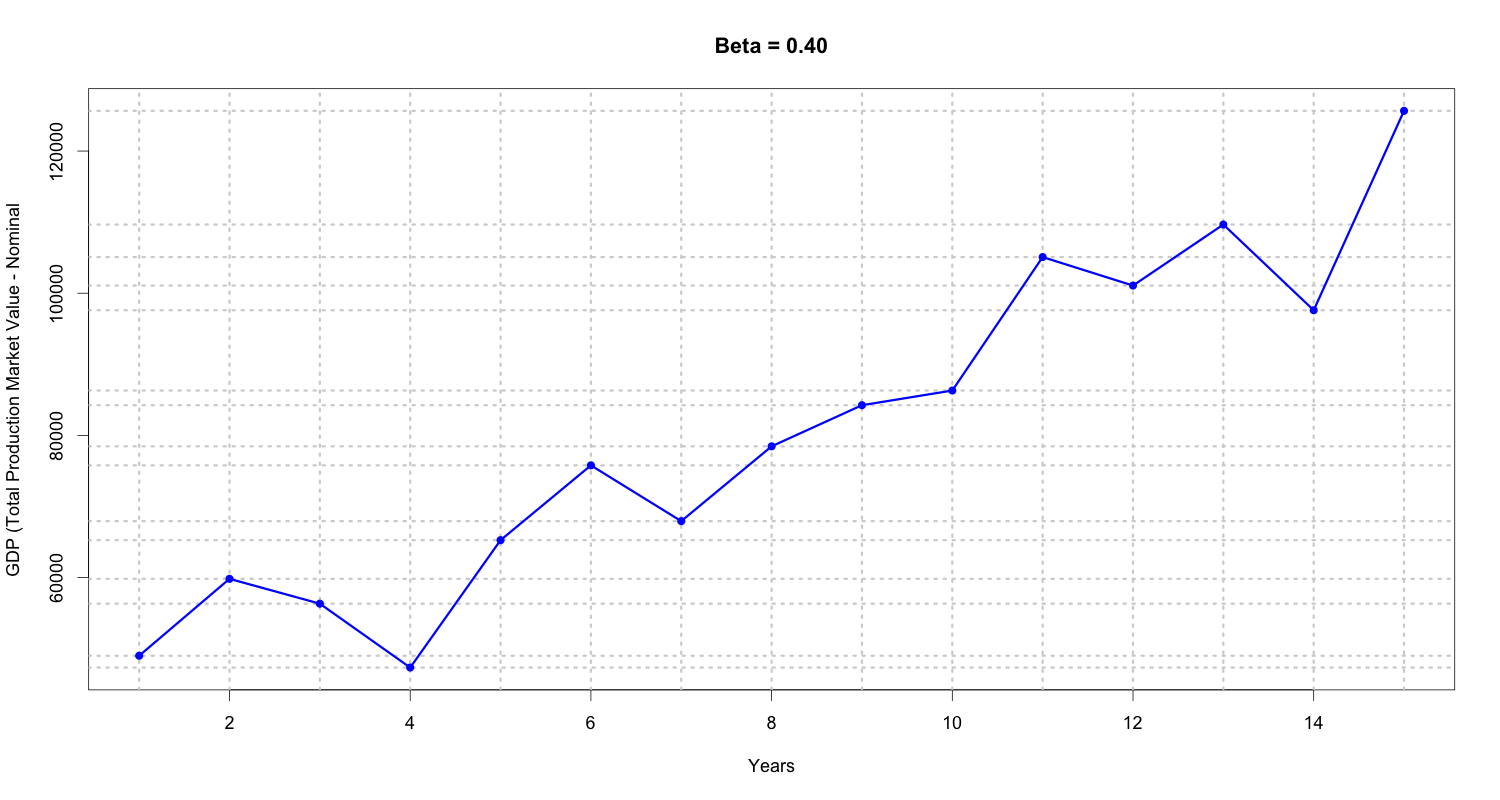 Beta = 0.40
GDP (Total Production Market Value - Nominal
120000
100000
80000
60000
2 4 6 8 10 12 14
Years